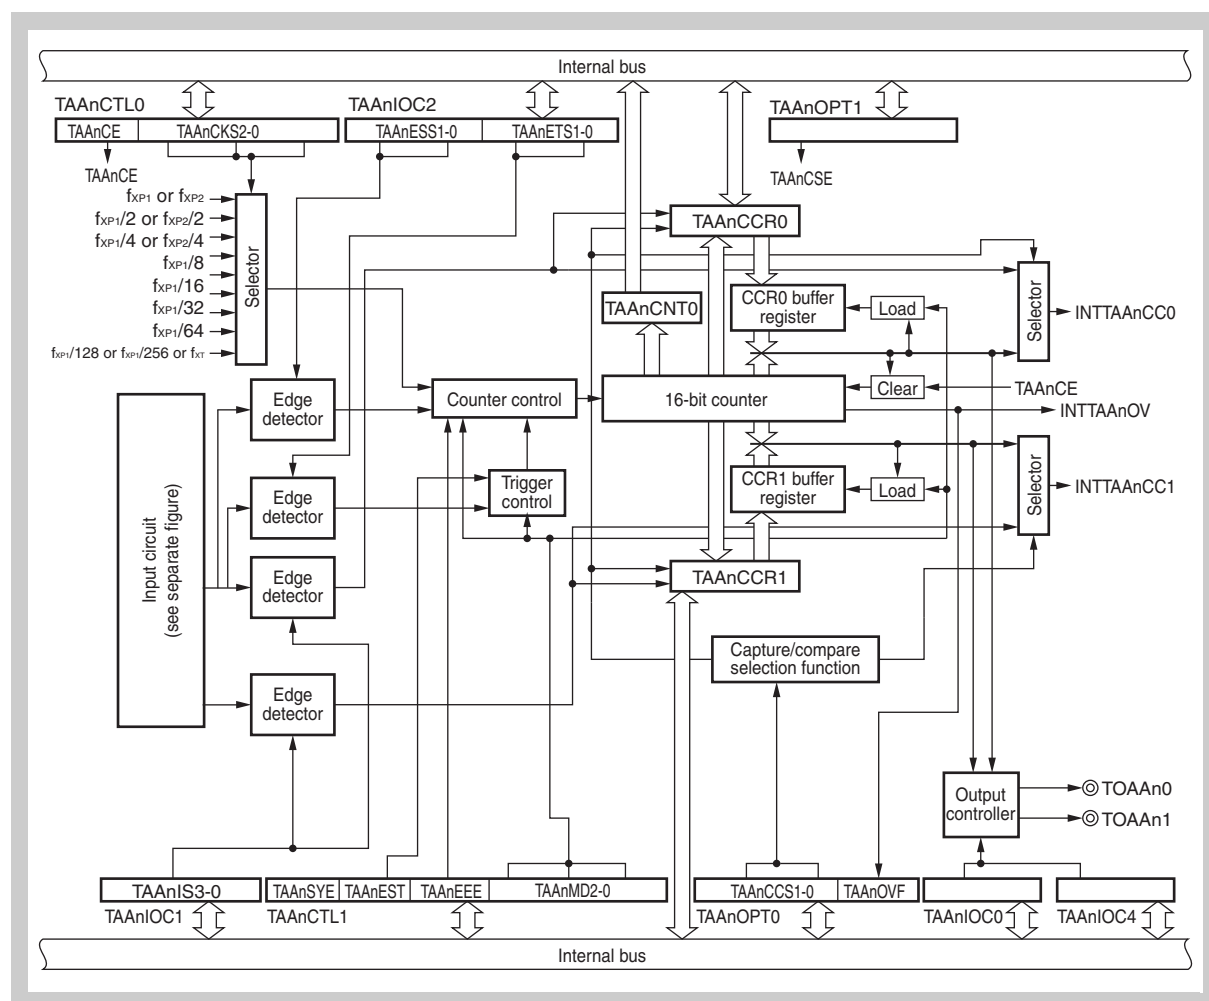 Internal bus
TAAnCTL0
TAAnIOC2
TAAnOPT1
TAAnCE
TAAnCKS2-0
TAAnESS1-0
TAAnETS1-0
TAAnCE
TAAnCSE
fXP1 or fXP2
fXP1/2 or fXP2/2
fXP1/4 or fXP2/4
fXP1/8
fXP1/16
fXP1/32
fXP1/64
fXP1/128 or fXP1/256 or fXT
Selector
TAAnCCR0
TAAnCNT0
CCR0 buffer
register
Load
Selector
INTTAAnCC0
Edge
detector
Counter control
16-bit counter
Clear
TAAnCE
INTTAAnOV
Input circuit
(see separate figure)
Edge
detector
Trigger
control
CCR1 buffer
register
Load
Selector
INTTAAnCC1
Edge
detector
TAAnCCR1
Capture/compare
selection function
Edge
detector
Output
controller
TOAAn0
TOAAn1
TAAnIS3-0
TAAnSYE
TAAnEST
TAAnEEE
TAAnMD2-0
TAAnCCS1-0
TAAnOVF
TAAnIOC1
TAAnCTL1
TAAnOPT0
TAAnIOC0
TAAnIOC4
Internal bus